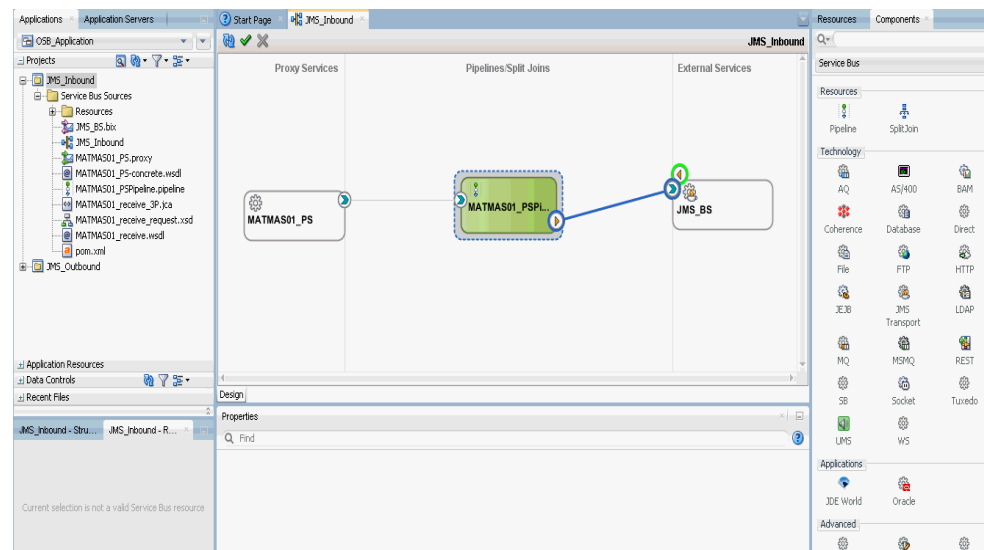 Applications
Application Servers
Start Page
JMS_Inbound
Resources
Components
OSB_Application
JMS_Inbound
Projects
Proxy Services
Pipelines/Split Joins
External Services
Service Bus
JMS_Inbound
Service Bus Sources
Resources
JMS_BS.bix
JMS_Inbound
MATMAS01_PS.proxy
MATMAS01_PS-concrete.wsdl
MATMAS01_PSPipeline.pipeline
MATMAS01_receive_3P.jca
MATMAS01_receive_request.xsd
MATMAS01_receive.wsdl
pom.xml
JMS_Outbound
MATMAS01_PS
MATMAS01_PSPi...
JMS_BS
Resources
Pipeline
SplitJoin
Technology
AQ
AS/400
BAM
Coherence
Database
Direct
File
FTP
HTTP
JEJB
JMS Transport
LDAP
MQ
MSMQ
REST
SB
Socket
Tuxedo
UMS
WS
Applications
JDE World
Oracle
Advanced
Application Resources
Data Controls
Recent Files
Design
Properties
Find
JMS_Inbound - Stru...
JMS_Inbound - R...
Current selection is not a valid Service Bus resource